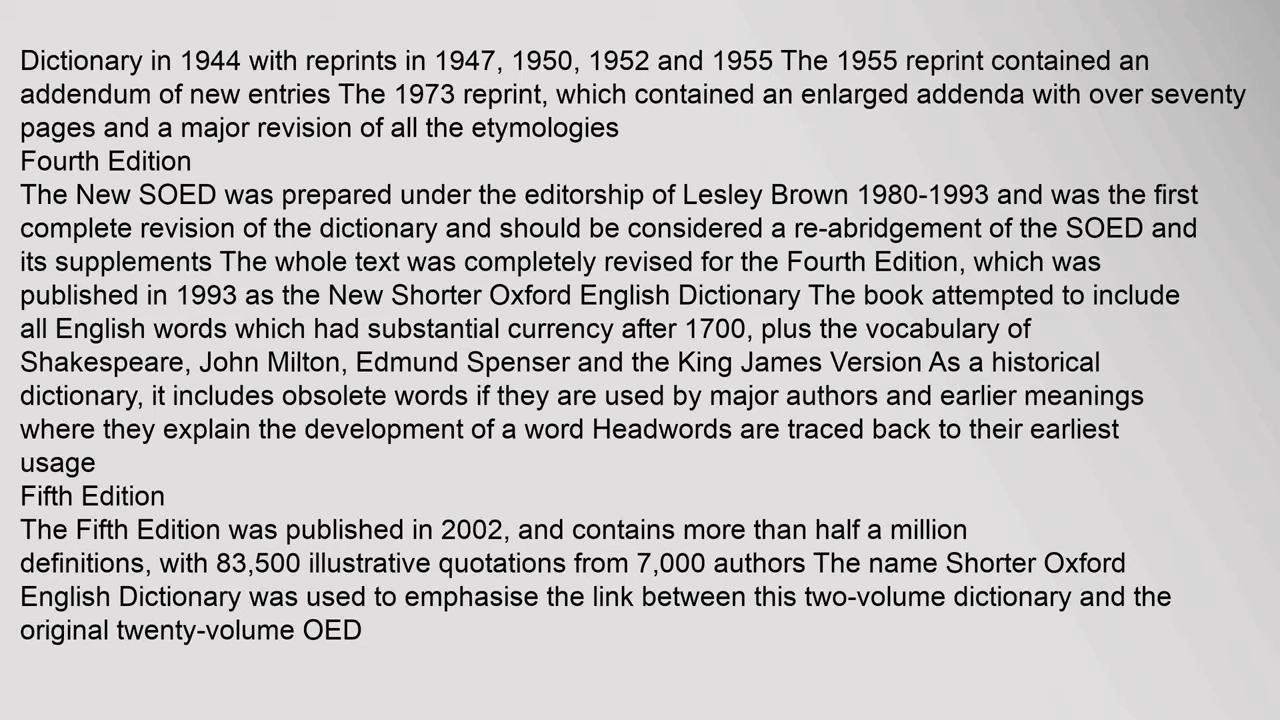 Dictionary in 1944 with reprints in 1947, 1950, 1952 and 1955 The 1955 reprint contained an
addendum of new entries The 1973 reprint, which contained an enlarged addenda with over seventy
pages and a major revision of all the etymologies
Fourth Edition
The New SOED was prepared under the editorship of Lesley Brown 1980-1993 and was the first
complete revision of the dictionary and should be considered a re-abridgement of the SOED and
its supplements The whole text was completely revised for the Fourth Edition, which was
published in 1993 as the New Shorter Oxford English Dictionary The book attempted to include
all English words which had substantial currency after 1700, plus the vocabulary of
Shakespeare, John Milton, Edmund Spenser and the King James Version As a historical
dictionary, it includes obsolete words if they are used by major authors and earlier meanings
where they explain the development of a word Headwords are traced back to their earliest
usage
Fifth Edition
The Fifth Edition was published in 2002, and contains more than half a million
definitions, with 83,500 illustrative quotations from 7,000 authors The name Shorter Oxford
English Dictionary was used to emphasise the link between this two-volume dictionary and the
original twenty-volume OED